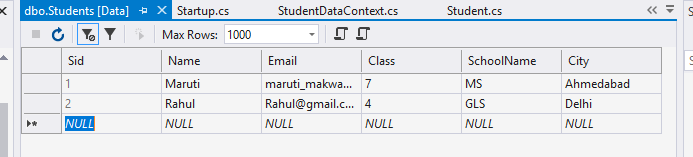 dbo.Students [Data] Startup.cs StudentDataContext.cs Student.cs
Max Rows: 1000
Sid Name Email Class SchoolName City
1 Maruti maruti_makwa... 7 MS Ahmedabad
2 Rahul Rahul@gmail.c... 4 GLS Delhi
NULL NULL NULL NULL NULL NULL